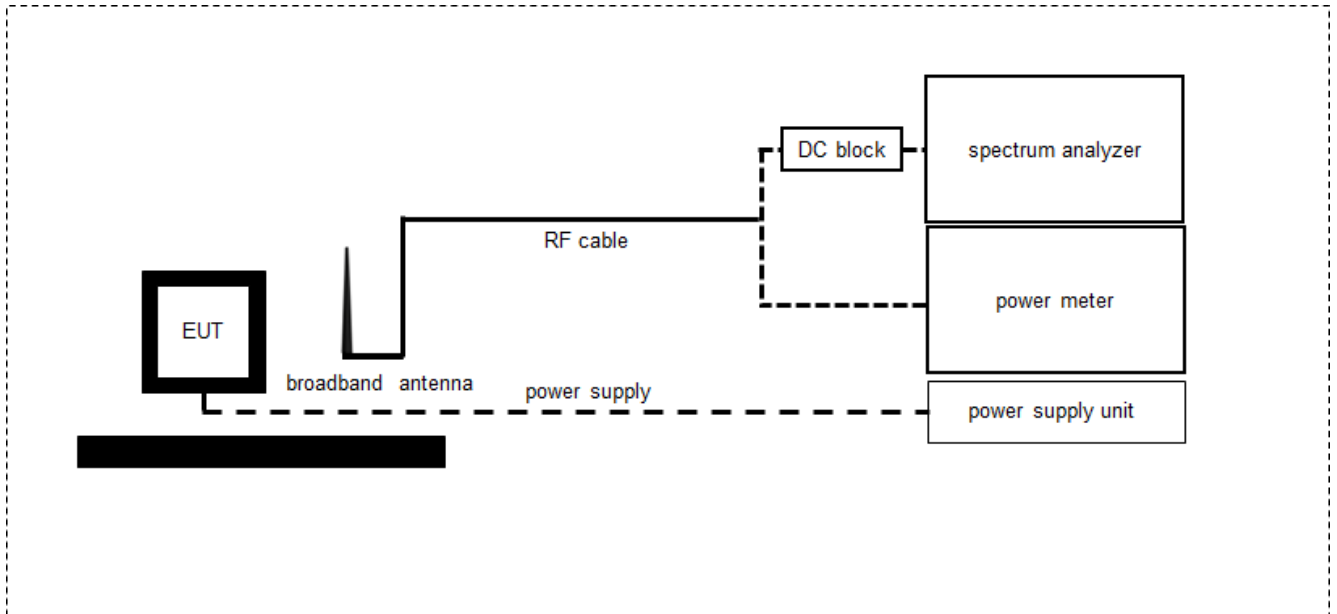 DC block
spectrum analyzer
RF cable
power meter
EUT
broadband antenna
power supply
power supply unit